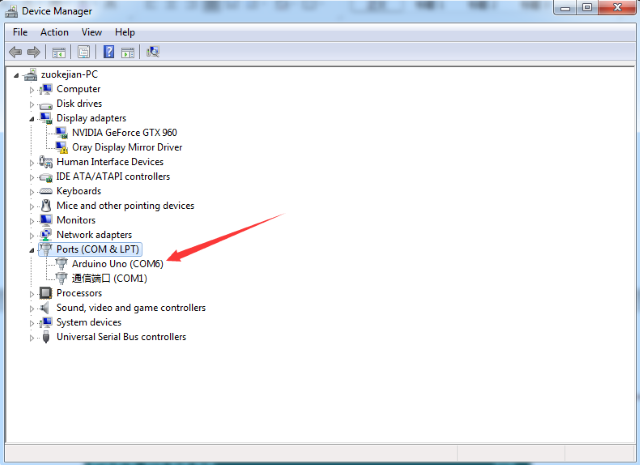 Device Manager
File Action View Help
zuokejian-PC
Computer
Disk drives
Display adapters
NVIDIA GeForce GTX 960
Oray Display Mirror Driver
Human Interface Devices
IDE ATA/ATAPI controllers
Keyboards
Mice and other pointing devices
Monitors
Network adapters
Ports (COM & LPT)
Arduino Uno (COM6)
通信端口 (COM1)
Processors
Sound, video and game controllers
System devices
Universal Serial Bus controllers